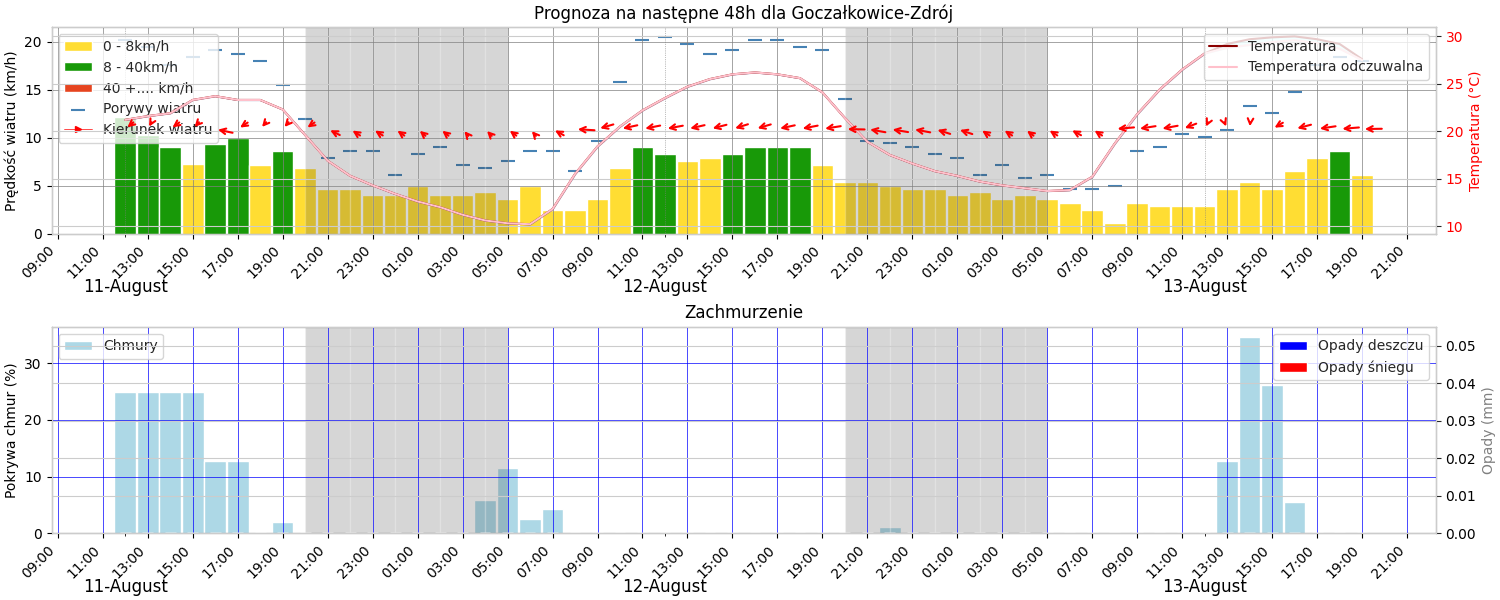 Prognoza na następne 48h dla Goczałkowice-Zdrój
Prędkość wiatru (km/h)
20
15
10
5
0
0 - 8km/h
8 - 40km/h
40 +.... km/h
Porywy wiatru
Kierunek wiatru
Temperatura
Temperatura odczuwalna
30
25
20
15
10
Temperatura (°C)
09:00 11:00 13:00 15:00 17:00 19:00 21:00 23:00 01:00 03:00 05:00 07:00 09:00 11:00 13:00 15:00 17:00 19:00 21:00 23:00 01:00 03:00 05:00 07:00 09:00 11:00 13:00 15:00 17:00 19:00 21:00
11-August 12-August 13-August
Zachmurzenie
Pokrywa chmur (%)
30
20
10
0
Chmury
Opady deszczu
Opady śniegu
0.05
0.04
0.03
0.02
0.01
0.00
Opady (mm)
09:00 11:00 13:00 15:00 17:00 19:00 21:00 23:00 01:00 03:00 05:00 07:00 09:00 11:00 13:00 15:00 17:00 19:00 21:00 23:00 01:00 03:00 05:00 07:00 09:00 11:00 13:00 15:00 17:00 19:00 21:00
11-August 12-August 13-August